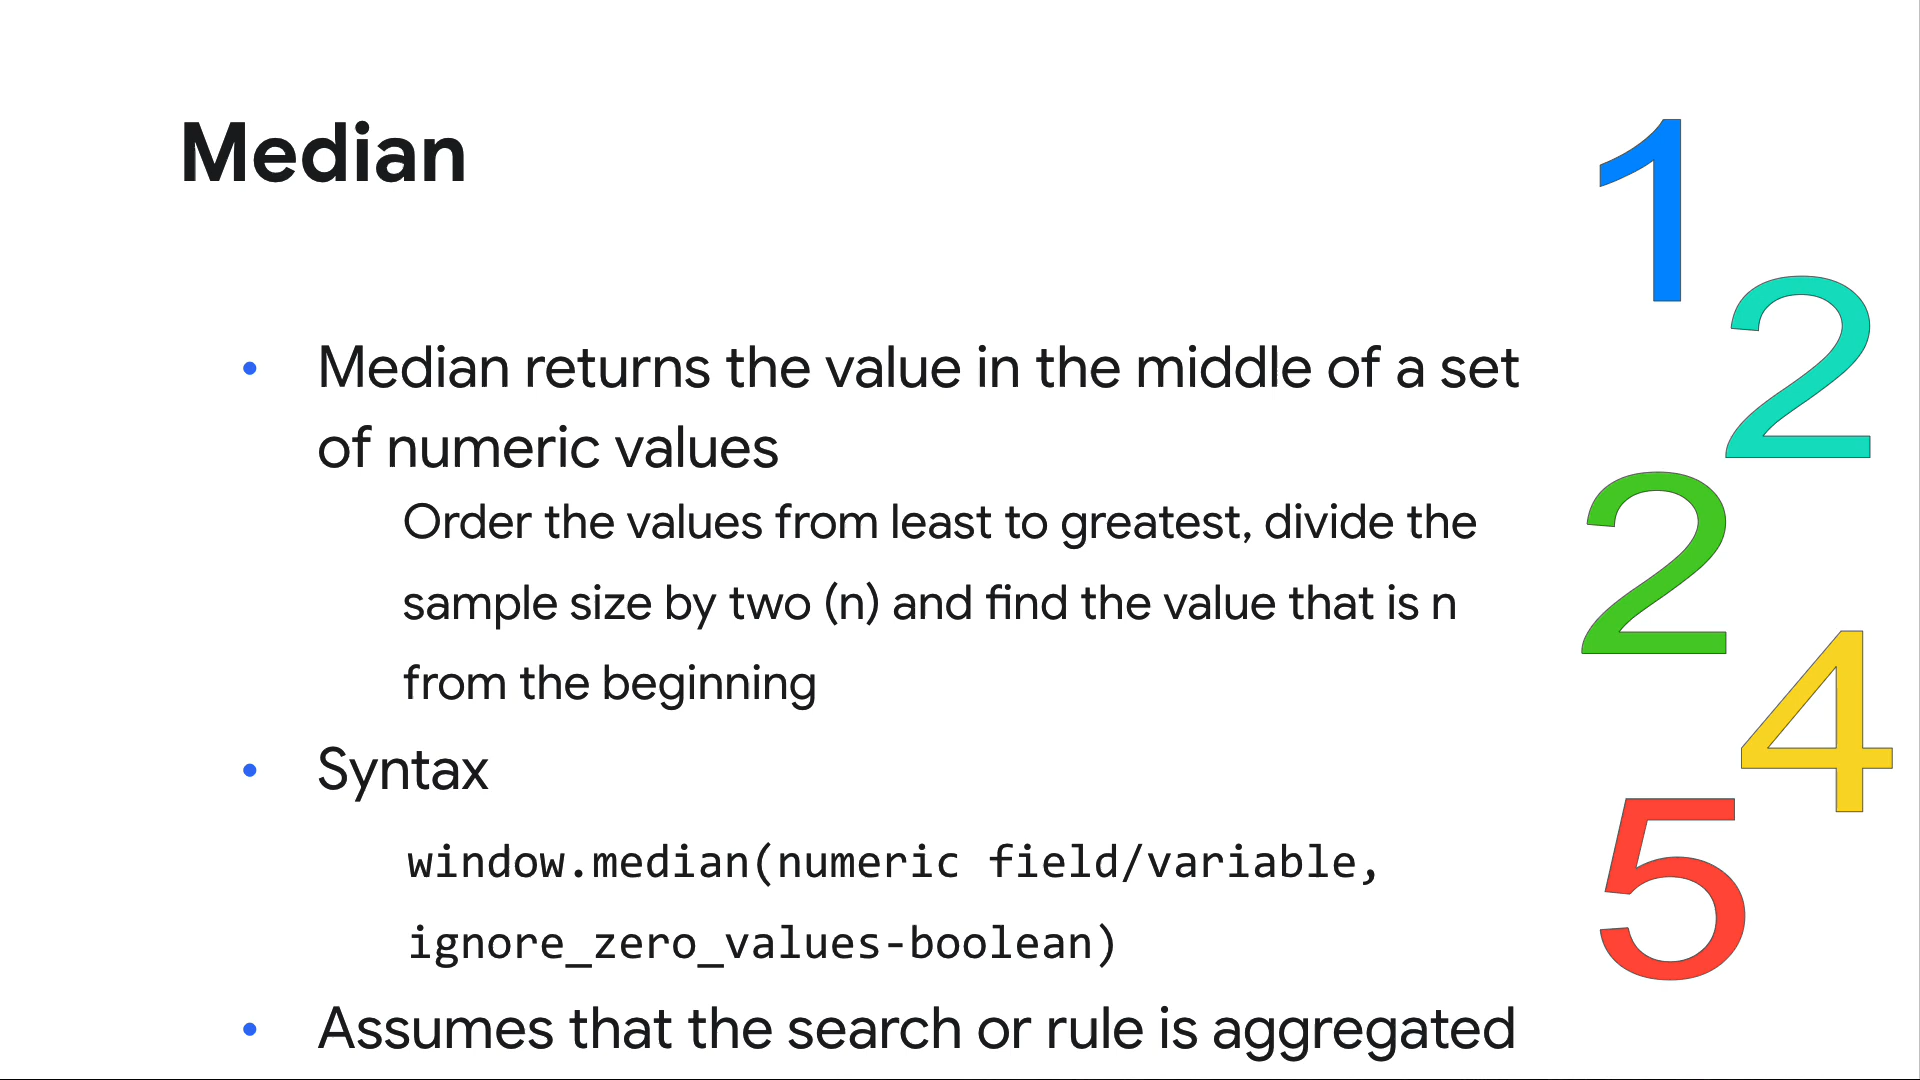 Median
• Median returns the value in the middle of a set
of numeric values
Order the values from least to greatest, divide the
sample size by two (n) and find the value that is n
from the beginning
• Syntax
window.median(numeric field/variable,
ignore_zero_values-boolean)
• Assumes that the search or rule is aggregated
1
2
2
4
5